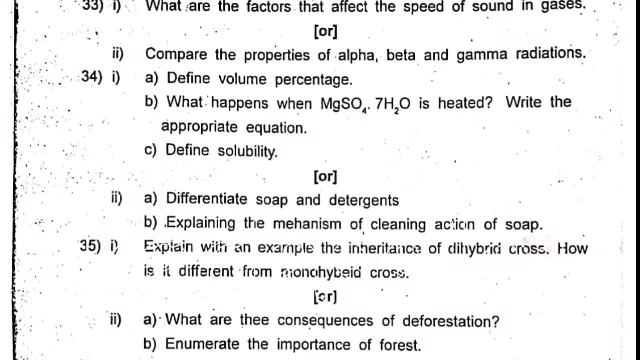 33) i) What are the factors that affect the speed of sound in gases.
[or]
ii) Compare the properties of alpha, beta and gamma radiations.
34) i) a) Define volume percentage.
b) What happens when MgSO₄. 7H₂O is heated? Write the
appropriate equation.
c) Define solubility.
[or]
ii) a) Differentiate soap and detergents
b) .Explaining the mehanism of cleaning action of soap.
35) i) Explain with an example the inheritance of dihybrid cross. How
is it different from monohybeid cross.
[or]
ii) a) What are thee consequences of deforestation?
b) Enumerate the importance of forest.